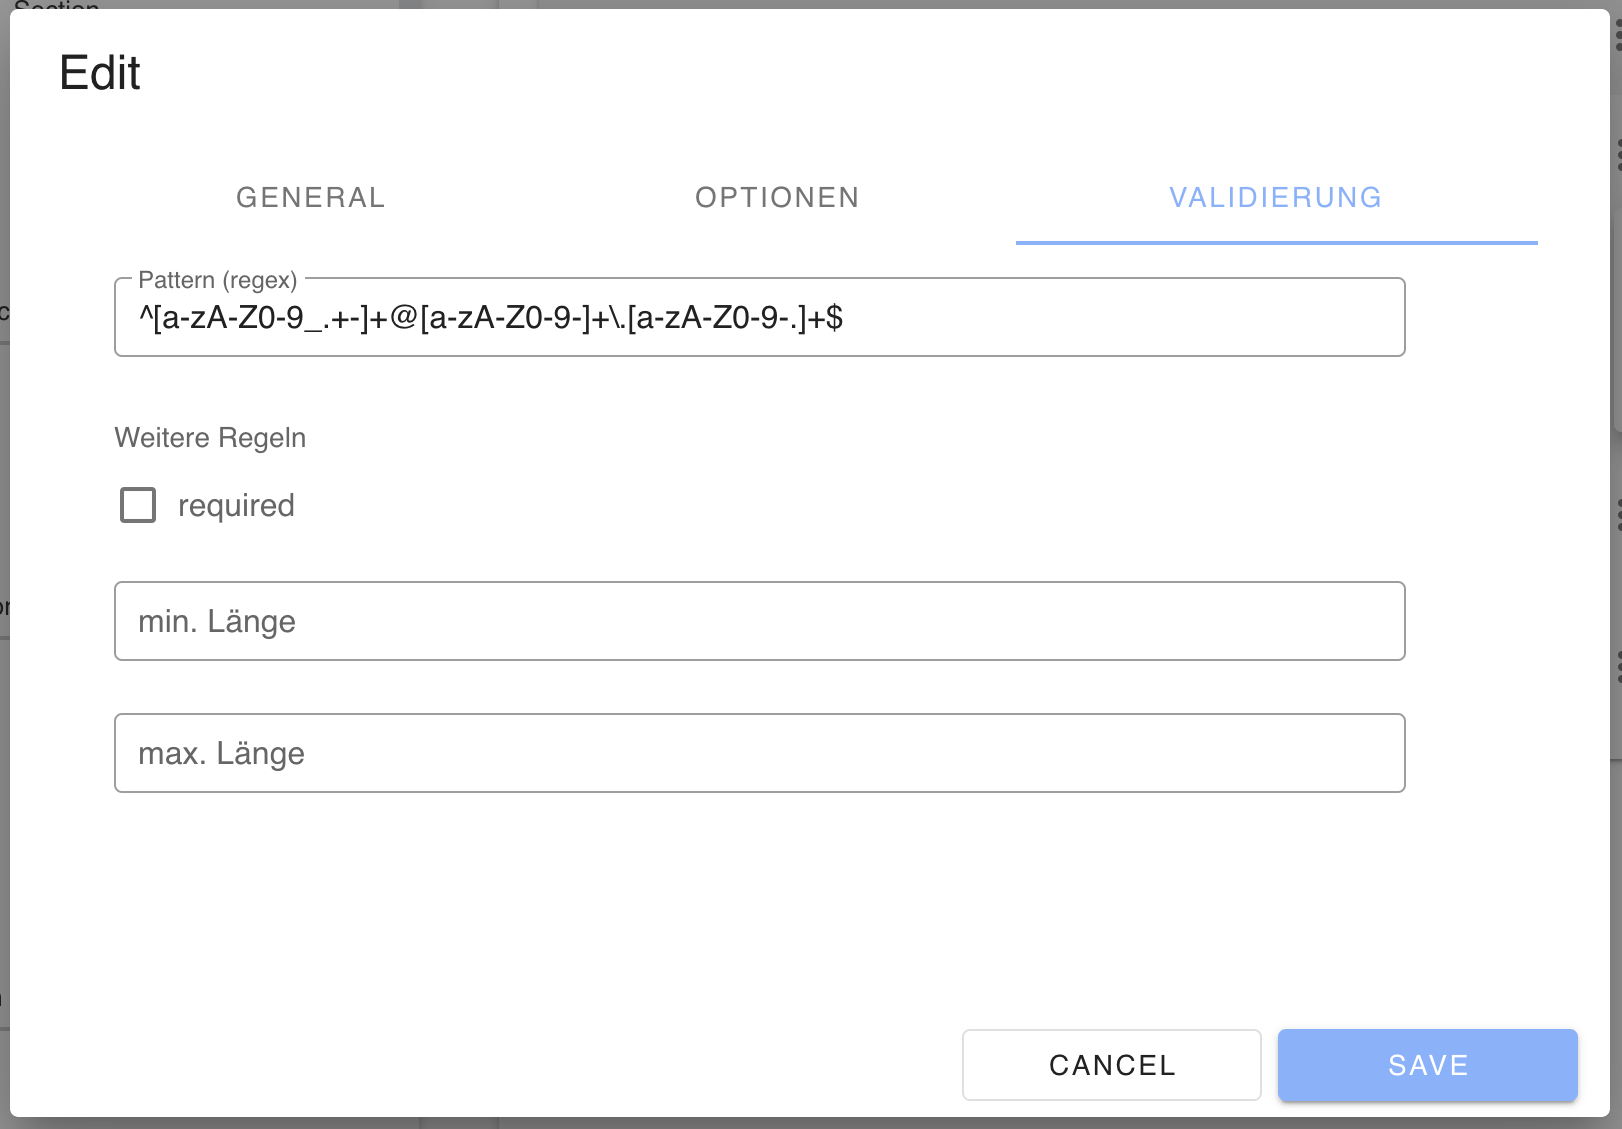 Section
Edit
GENERAL
OPTIONEN
VALIDIERUNG
Pattern (regex)
^[a-zA-Z0-9_.+-]+@[a-zA-Z0-9-]+\.[a-zA-Z0-9-.]+$
Weitere Regeln
required
min. Länge
max. Länge
CANCEL
SAVE